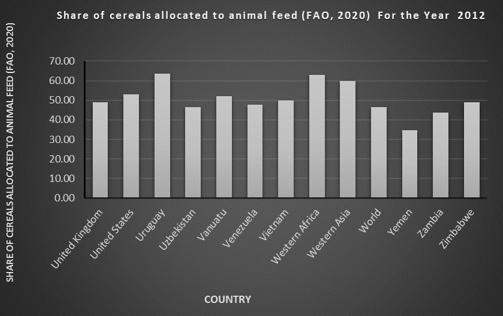 Share of cereals allocated to animal feed (FAO, 2020) For the Year 2012
SHARE OF CEREALS ALLOCATED TO ANIMAL FEED (FAO, 2020)
70.00
60.00
50.00
40.00
30.00
20.00
10.00
0.00
United Kingdom
United States
Uruguay
Uzbekistan
Vanuatu
Venezuela
Vietnam
Western Africa
Western Asia
World
Yemen
Zambia
Zimbabwe
COUNTRY